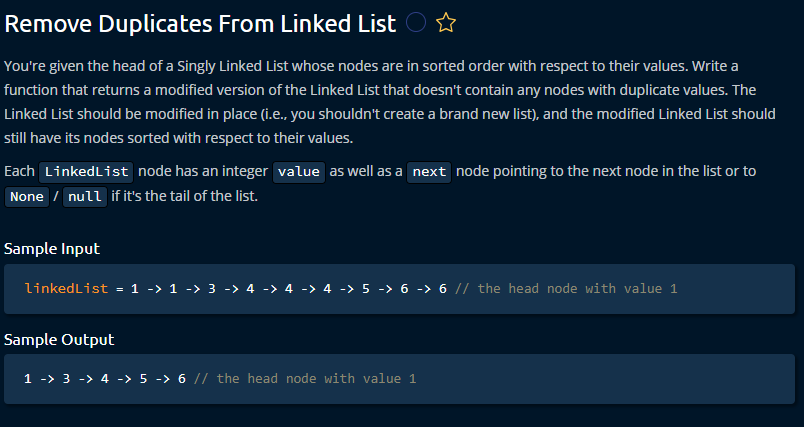 Remove Duplicates From Linked List
You're given the head of a Singly Linked List whose nodes are in sorted order with respect to their values. Write a
function that returns a modified version of the Linked List that doesn't contain any nodes with duplicate values. The
Linked List should be modified in place (i.e., you shouldn't create a brand new list), and the modified Linked List should
still have its nodes sorted with respect to their values.
Each LinkedList node has an integer value as well as a next node pointing to the next node in the list or to
None / null if it's the tail of the list.
Sample Input
linkedList = 1 -> 1 -> 3 -> 4 -> 4 -> 4 -> 5 -> 6 -> 6 // the head node with value 1
Sample Output
1 -> 3 -> 4 -> 5 -> 6 // the head node with value 1